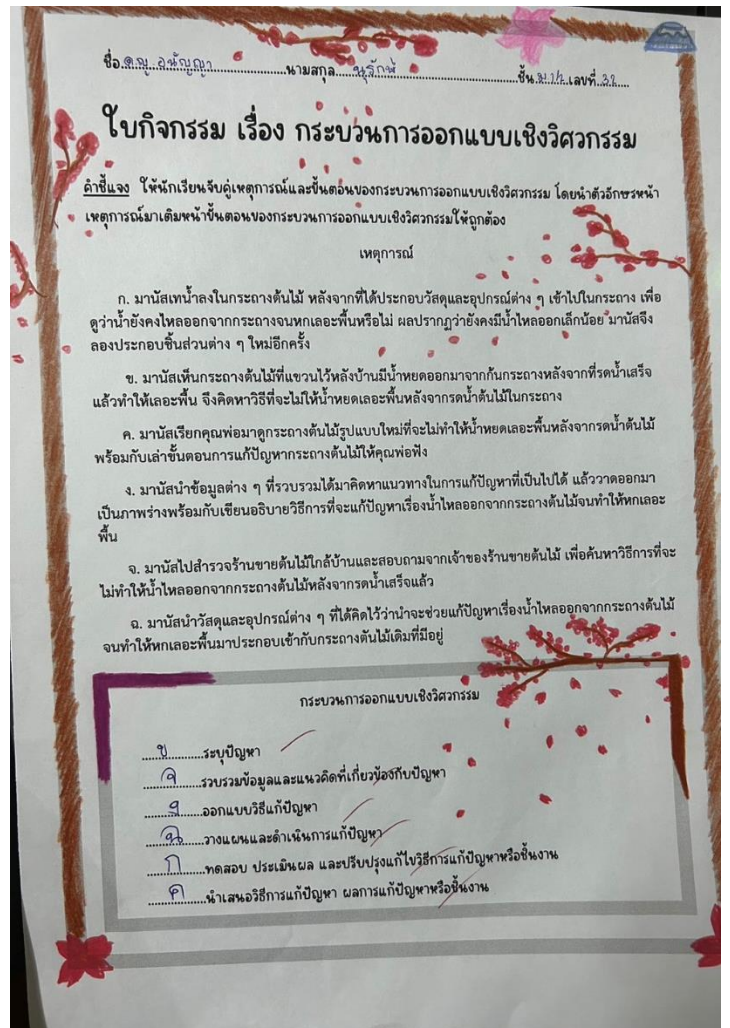 ชื่อ ด.ญ. อนัญญา นามสกุล นุรักษ์ ชั้น ม.1/2 เลขที่ 32
ใบกิจกรรม เรื่อง กระบวนการออกแบบเชิงวิศวกรรม
คำชี้แจง ให้นักเรียนจับคู่เหตุการณ์และขั้นตอนของกระบวนการออกแบบเชิงวิศวกรรม โดยนำตัวอักษรหน้า
เหตุการณ์มาเติมหน้าขั้นตอนของกระบวนการออกแบบเชิงวิศวกรรมให้ถูกต้อง
เหตุการณ์
ก. มานัสเทน้ำลงในกระถางต้นไม้ หลังจากที่ได้ประกอบวัสดุและอุปกรณ์ต่าง ๆ เข้าไปในกระถาง เพื่อ
ดูว่าน้ำยังคงไหลออกจากกระถางจนหกเลอะพื้นหรือไม่ ผลปรากฏว่ายังคงมีน้ำไหลออกเล็กน้อย มานัสจึง
ลองประกอบชิ้นส่วนต่าง ๆ ใหม่อีกครั้ง
ข. มานัสเห็นกระถางต้นไม้ที่แขวนไว้หลังบ้านมีน้ำหยดออกมาจากก้นกระถางหลังจากที่รดน้ำเสร็จ
แล้วทำให้เลอะพื้น จึงคิดหาวิธีที่จะไม่ให้น้ำหยดเลอะพื้นหลังจากรดน้ำต้นไม้ในกระถาง
ค. มานัสเรียกคุณพ่อมาดูกระถางต้นไม้รูปแบบใหม่ที่จะไม่ทำให้น้ำหยดเลอะพื้นหลังจากรดน้ำต้นไม้
พร้อมกับเล่าขั้นตอนการแก้ปัญหากระถางต้นไม้ให้คุณพ่อฟัง
ง. มานัสนำข้อมูลต่าง ๆ ที่รวบรวมได้มาคิดหาแนวทางในการแก้ปัญหาที่เป็นไปได้ แล้ววาดออกมา
เป็นภาพร่างพร้อมกับเขียนอธิบายวิธีการที่จะแก้ปัญหาเรื่องน้ำไหลออกจากกระถางต้นไม้จนทำให้หกเลอะ
พื้น
จ. มานัสไปสำรวจร้านขายต้นไม้ใกล้บ้านและสอบถามจากเจ้าของร้านขายต้นไม้ เพื่อค้นหาวิธีการที่จะ
ไม่ทำให้น้ำไหลออกจากกระถางต้นไม้หลังจากรดน้ำเสร็จแล้ว
ฉ. มานัสนำวัสดุและอุปกรณ์ต่าง ๆ ที่ได้คิดไว้ว่าน่าจะช่วยแก้ปัญหาเรื่องน้ำไหลออกจากกระถางต้นไม้
จนทำให้หกเลอะพื้นมาประกอบเข้ากับกระถางต้นไม้เดิมที่มีอยู่
กระบวนการออกแบบเชิงวิศวกรรม
ข ระบุปัญหา
จ รวบรวมข้อมูลและแนวคิดที่เกี่ยวข้องกับปัญหา
ง ออกแบบวิธีแก้ปัญหา
ฉ วางแผนและดำเนินการแก้ปัญหา
ก ทดสอบ ประเมินผล และปรับปรุงแก้ไขวิธีการแก้ปัญหาหรือชิ้นงาน
ค นำเสนอวิธีการแก้ปัญหา ผลการแก้ปัญหาหรือชิ้นงาน